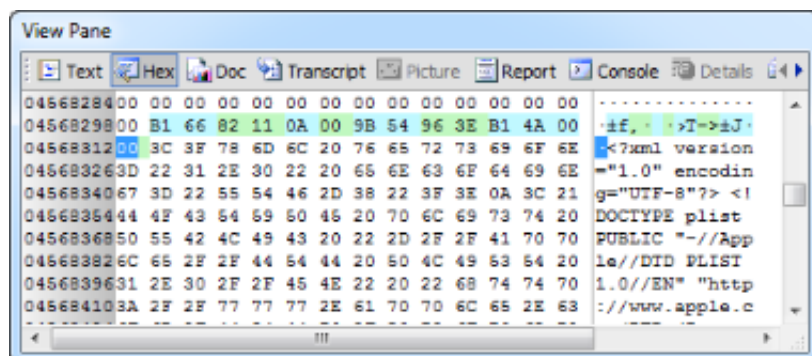 View Pane
Text Hex Doc Transcript Picture Report Console Details
04568284 00 00 00 00 00 00 00 00 00 00 00 00 00 00 ··············
04568298 00 B1 66 82 11 0A 00 9B 54 96 3E B1 4A 00 ·±f‚· ·›T–>±J·
04568312 00 3C 3F 78 6D 6C 20 76 65 72 73 69 6F 6E ·<?xml version
04568326 3D 22 31 2E 30 22 20 65 6E 63 6F 64 69 6E ="1.0" encodin
04568340 67 3D 22 55 54 46 2D 38 22 3F 3E 0A 3C 21 g="UTF-8"?> <!
04568354 44 4F 43 54 59 50 45 20 70 6C 69 73 74 20 DOCTYPE plist
04568368 50 55 42 4C 49 43 20 22 2D 2F 2F 41 70 70 PUBLIC "-//App
04568382 6C 65 2F 2F 44 54 44 20 50 4C 49 53 54 20 le//DTD PLIST
04568396 31 2E 30 2F 2F 45 4E 22 20 22 68 74 74 70 1.0//EN" "http
04568410 3A 2F 2F 77 77 77 2E 61 70 70 6C 65 2E 63 ://www.apple.c